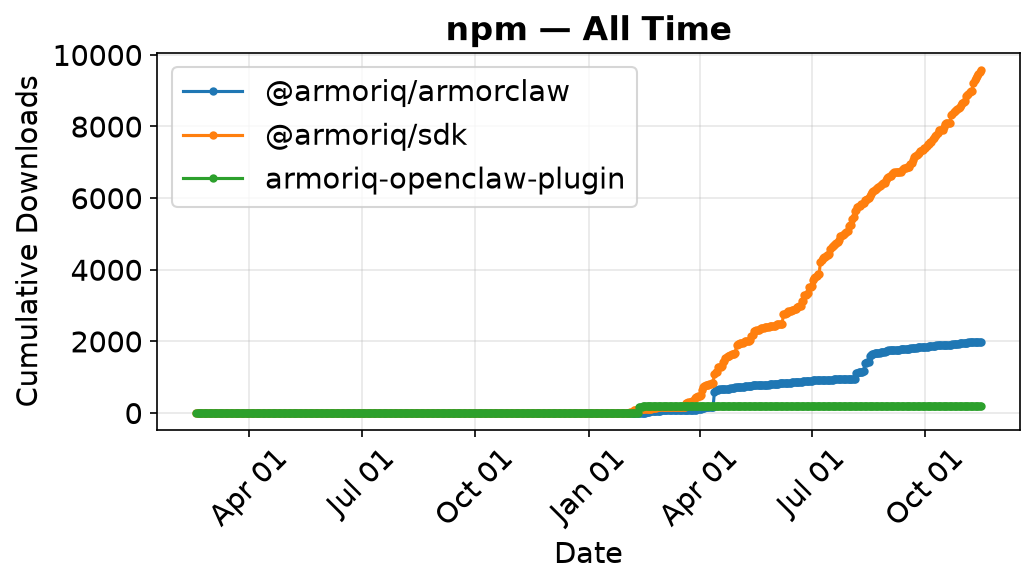 npm — All Time
Cumulative Downloads
10000
8000
6000
4000
2000
0
@armoriq/armorclaw
@armoriq/sdk
armoriq-openclaw-plugin
Apr 01
Jul 01
Oct 01
Jan 01
Apr 01
Jul 01
Oct 01
Date